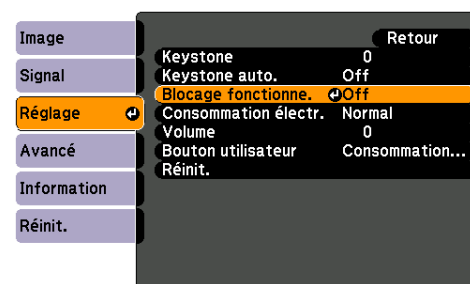 Image
Signal
Réglage
Avancé
Information
Réinit.
Retour
Keystone 0
Keystone auto. Off
Blocage fonctionne. Off
Consommation électr. Normal
Volume 0
Bouton utilisateur Consommation...
Réinit.